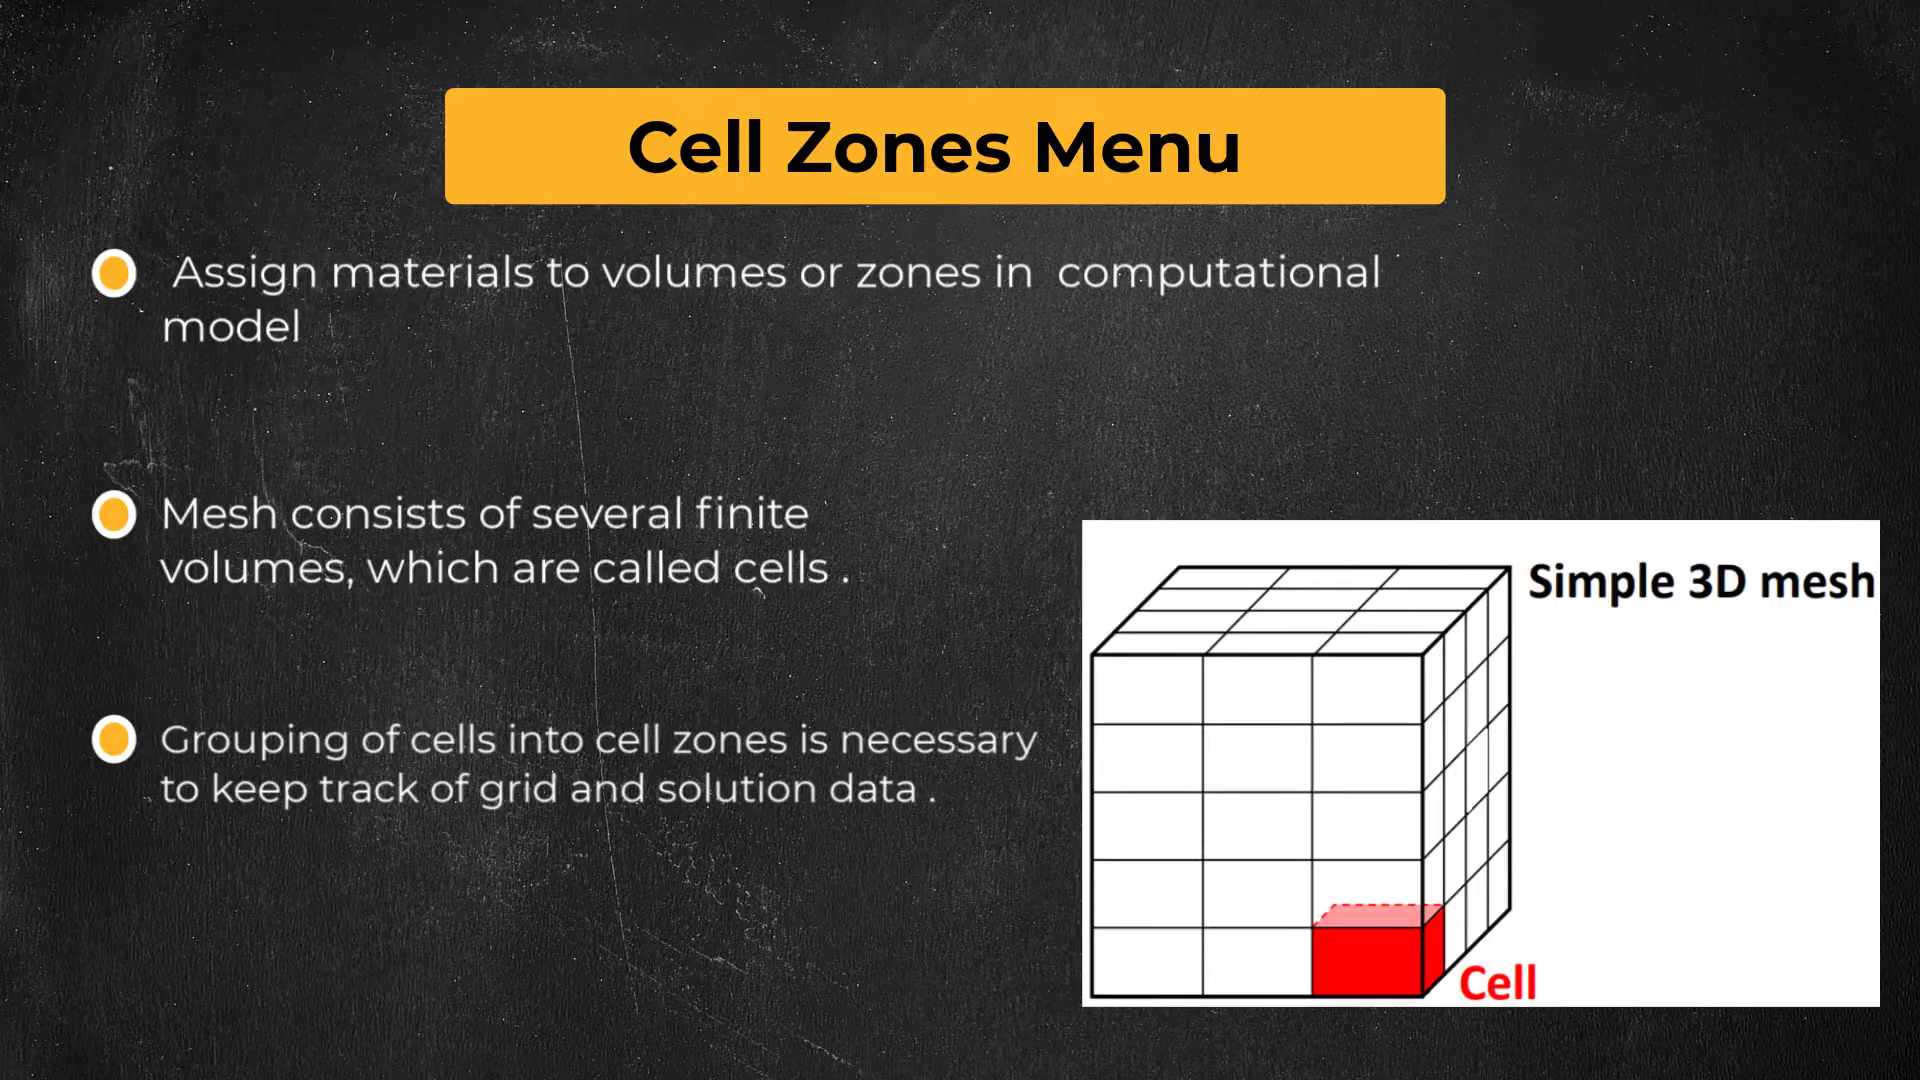 Cell Zones Menu
Assign materials to volumes or zones in computational
model
Mesh consists of several finite
volumes, which are called cells .
Grouping of cells into cell zones is necessary
to keep track of grid and solution data .
Simple 3D mesh
Cell